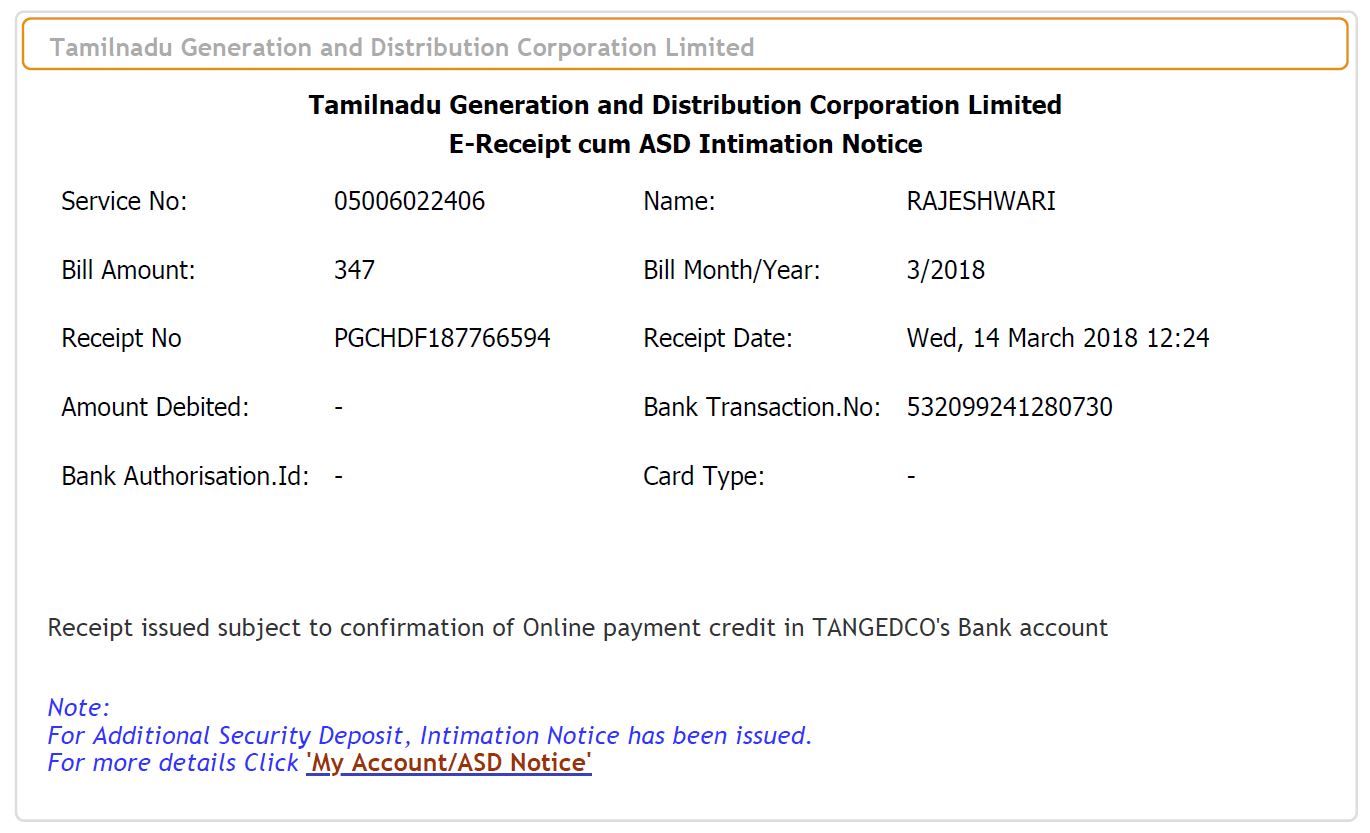 Tamilnadu Generation and Distribution Corporation Limited
Tamilnadu Generation and Distribution Corporation Limited
E-Receipt cum ASD Intimation Notice
Service No: 05006022406 Name: RAJESHWARI
Bill Amount: 347 Bill Month/Year: 3/2018
Receipt No PGCHDF187766594 Receipt Date: Wed, 14 March 2018 12:24
Amount Debited: - Bank Transaction.No: 532099241280730
Bank Authorisation.Id: - Card Type: -
Receipt issued subject to confirmation of Online payment credit in TANGEDCO's Bank account
Note:
For Additional Security Deposit, Intimation Notice has been issued.
For more details Click 'My Account/ASD Notice'